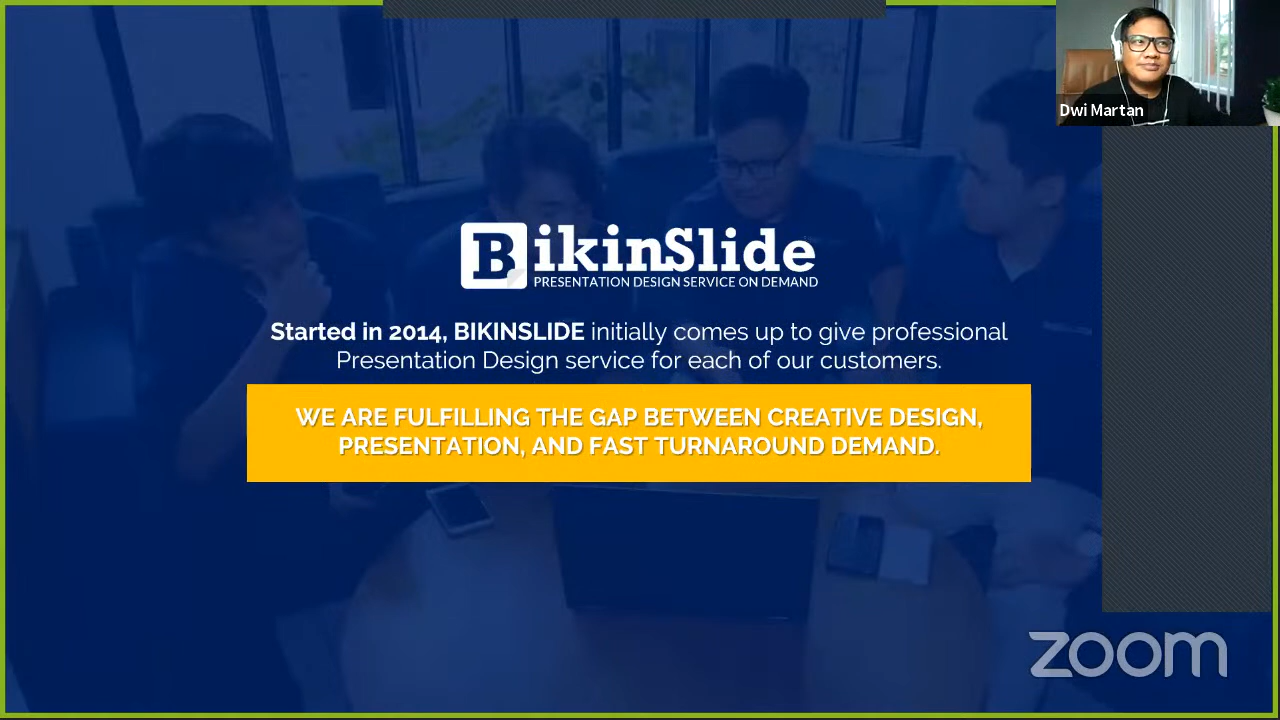 Dwi Martan
BikinSlide
PRESENTATION DESIGN SERVICE ON DEMAND
Started in 2014, BIKINSLIDE initially comes up to give professional
Presentation Design service for each of our customers.
WE ARE FULFILLING THE GAP BETWEEN CREATIVE DESIGN,
PRESENTATION, AND FAST TURNAROUND DEMAND.
zoom